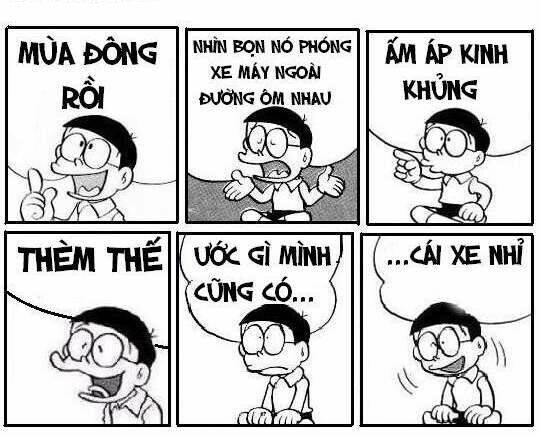 MÙA ĐÔNG
RỒI
NHÌN BỌN NÓ PHÓNG
XE MÁY NGOÀI
ĐƯỜNG ÔM NHAU
ẤM ÁP KINH
KHỦNG
THÈM THẾ
ƯỚC GÌ MÌNH
CŨNG CÓ...
...CÁI XE NHỈ